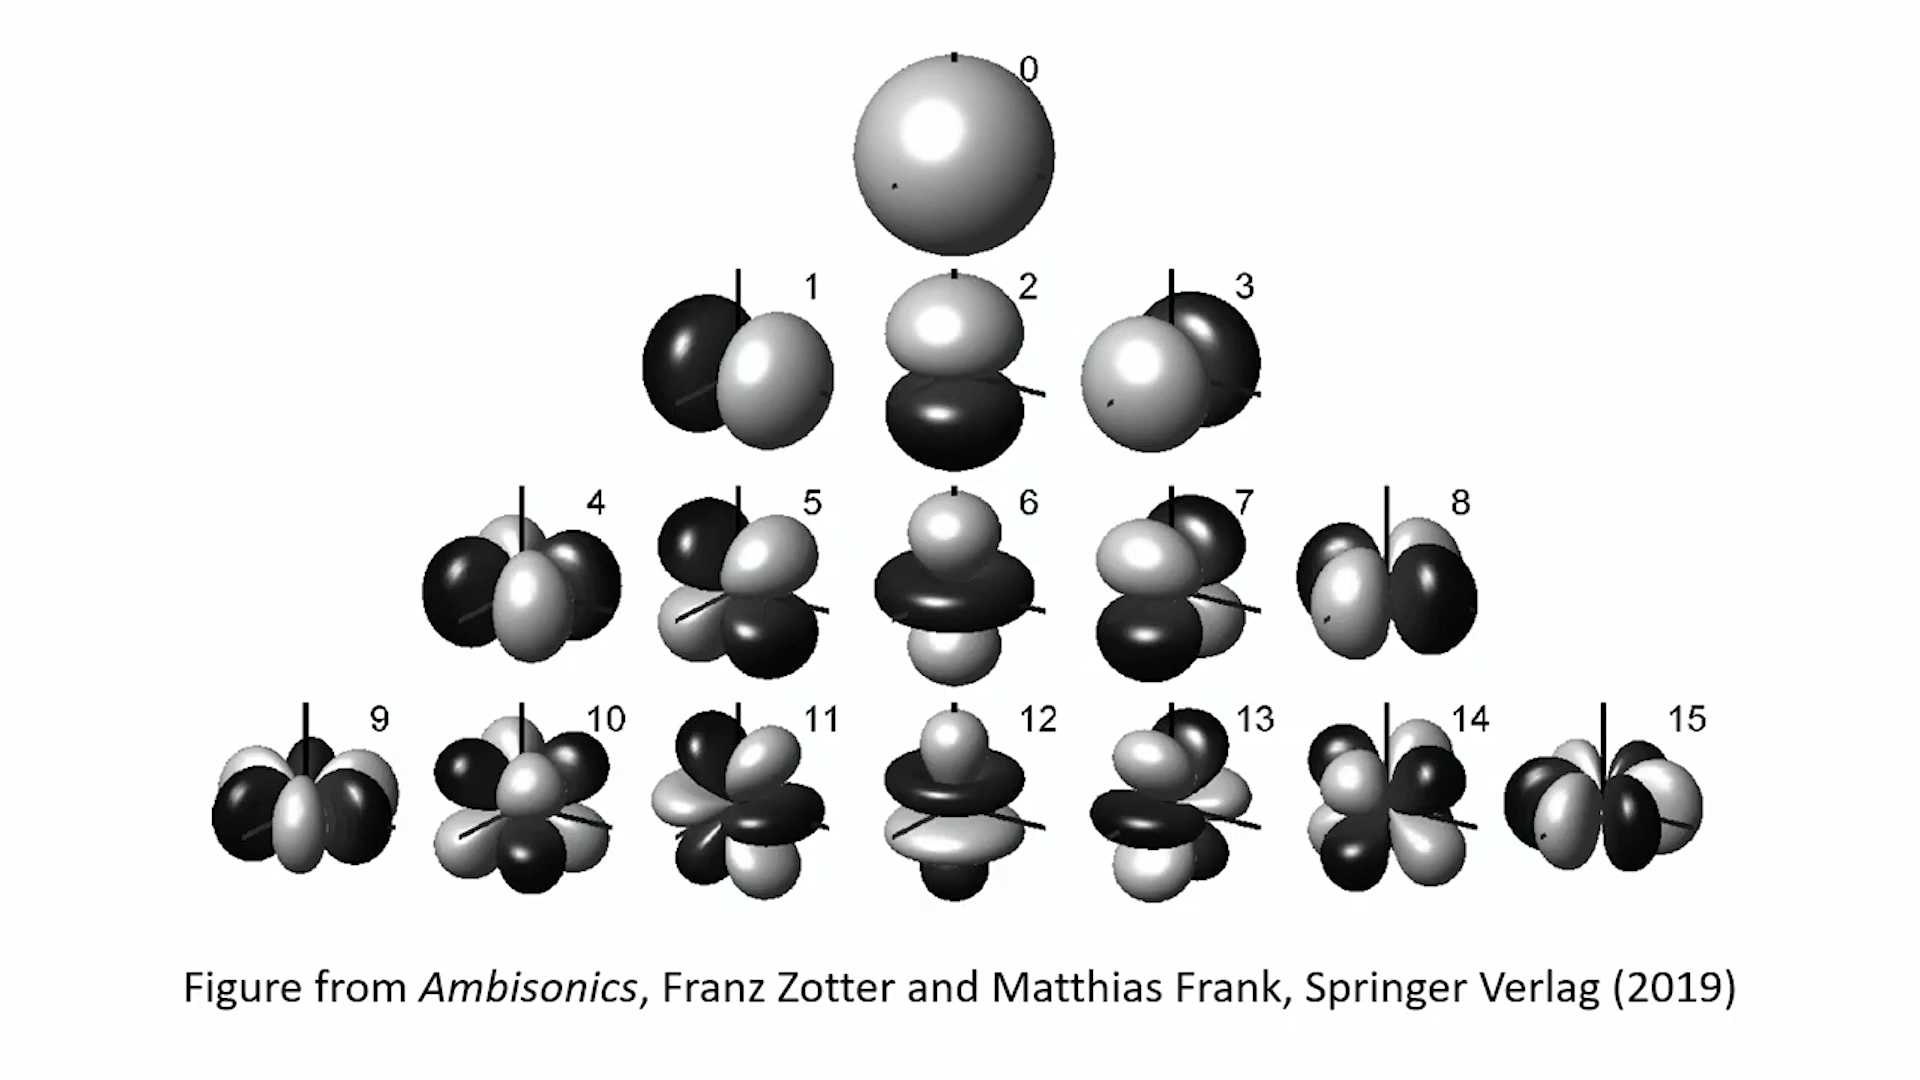 0
1 2 3
4 5 6 7 8
9 10 11 12 13 14 15
Figure from Ambisonics, Franz Zotter and Matthias Frank, Springer Verlag (2019)